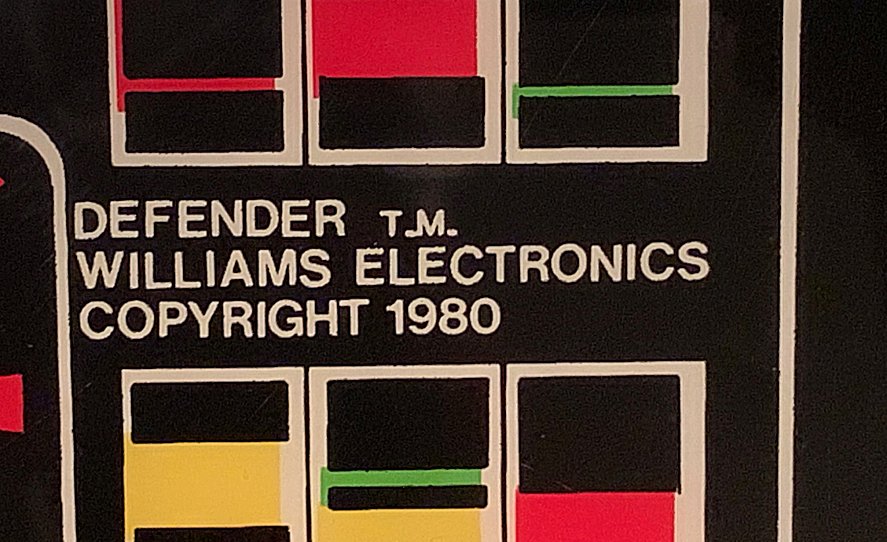 DEFENDER T.M.
WILLIAMS ELECTRONICS
COPYRIGHT 1980